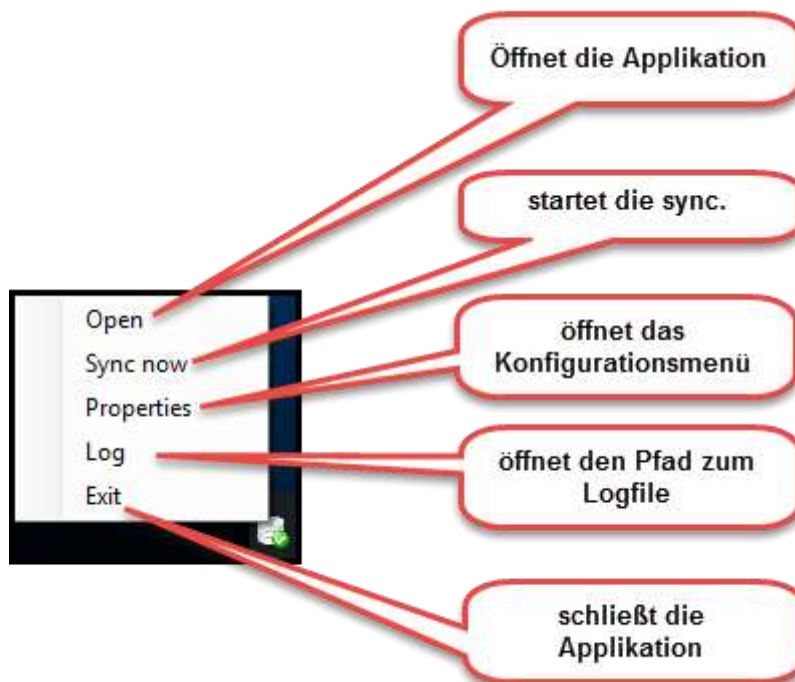 Öffnet die Applikation
startet die sync.
Open
Sync now
Properties
Log
Exit
öffnet das
Konfigurationsmenü
öffnet den Pfad zum
Logfile
schließt die
Applikation